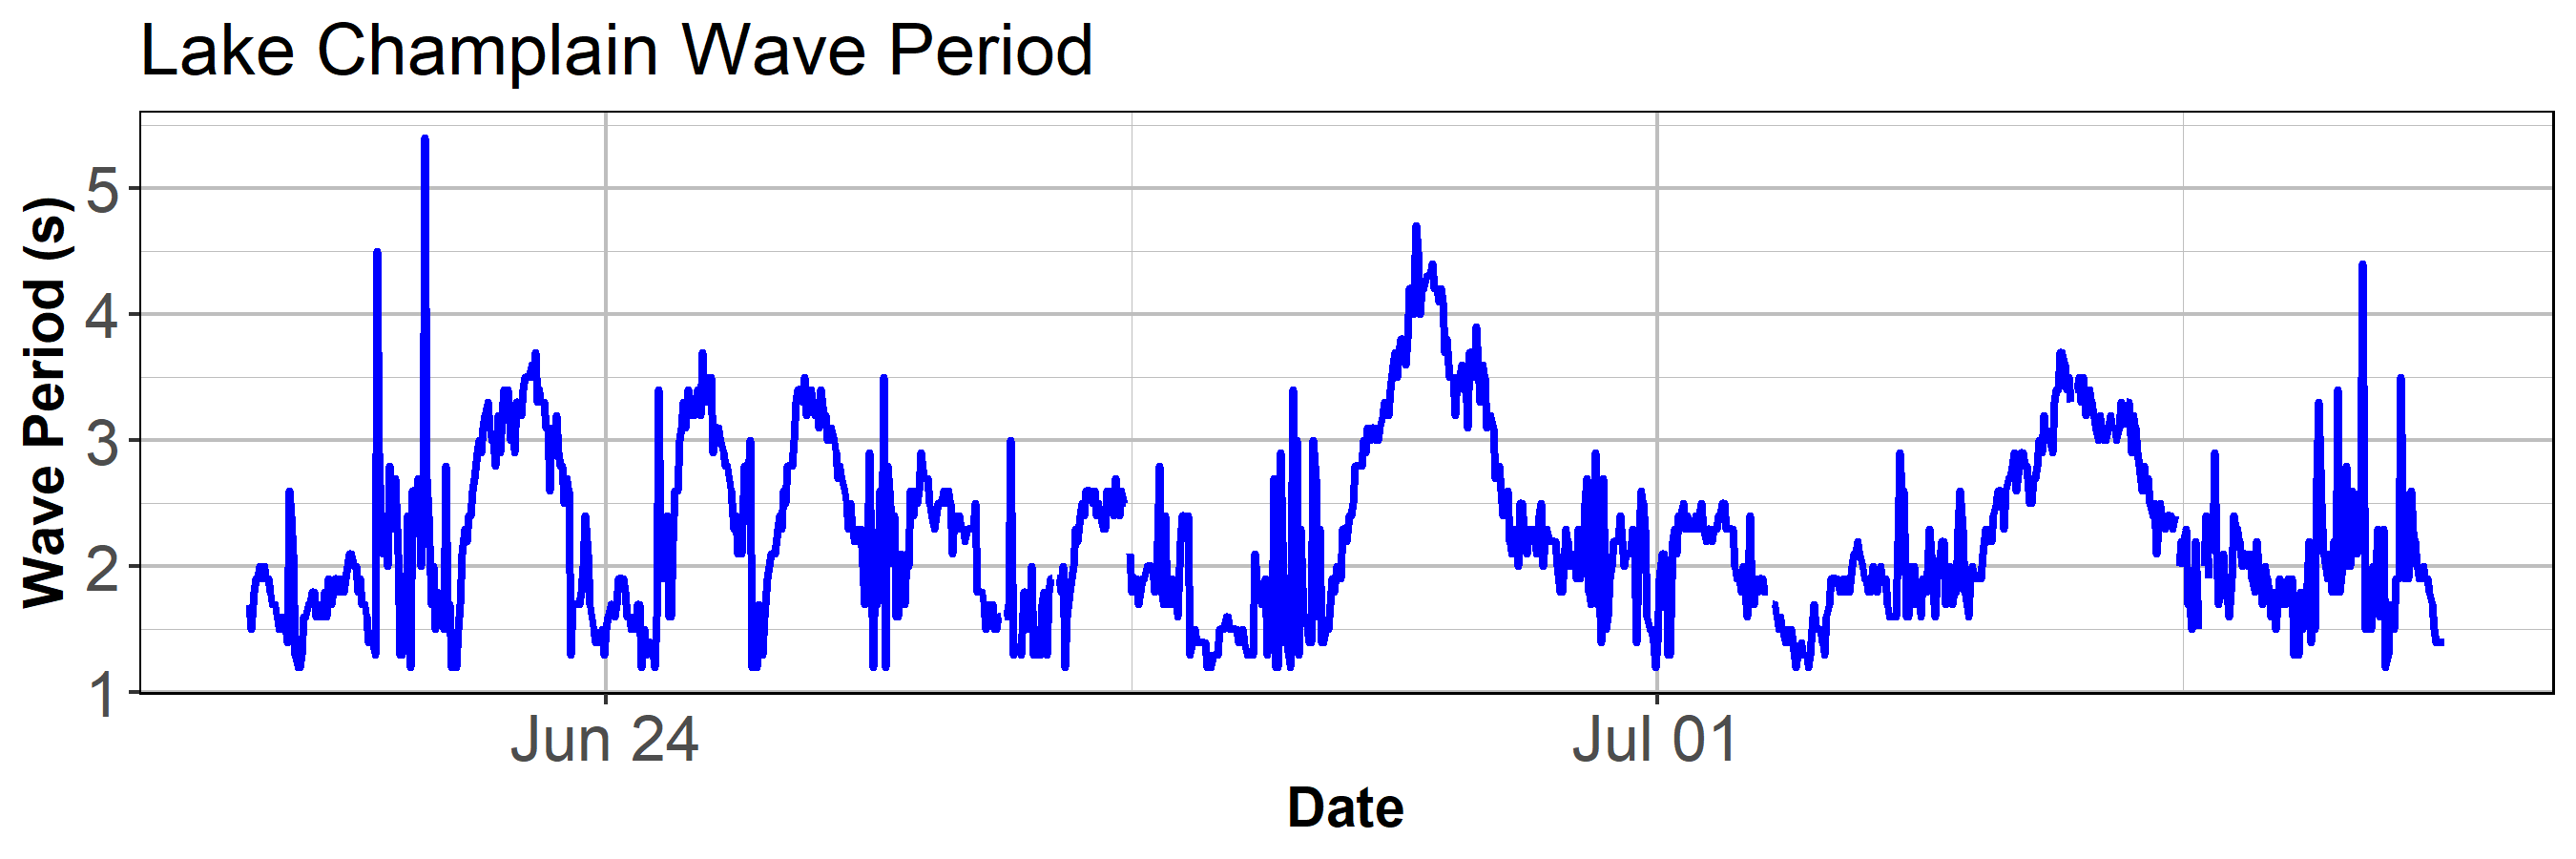 Lake Champlain Wave Period
Wave Period (s)
5
4
3
2
1
Jun 24
Jul 01
Date